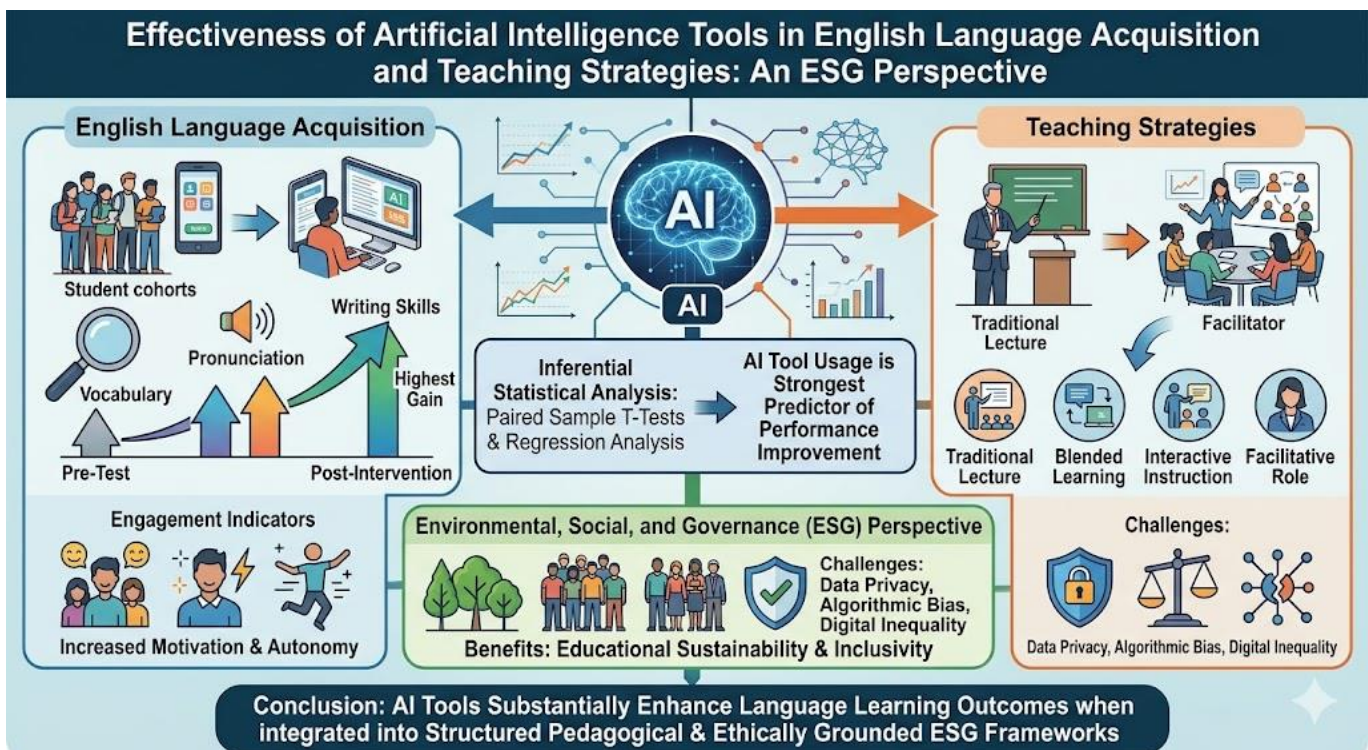 Effectiveness of Artificial Intelligence Tools in English Language Acquisition
and Teaching Strategies: An ESG Perspective
English Language Acquisition
Student cohorts
AI
Writing Skills
Pronunciation
Vocabulary
Highest
Gain
Pre-Test
Post-Intervention
Engagement Indicators
Increased Motivation & Autonomy
AI
AI
Inferential
Statistical Analysis:
Paired Sample T-Tests
& Regression Analysis
AI Tool Usage is
Strongest
Predictor of
Performance
Improvement
Environmental, Social, and Governance (ESG) Perspective
Challenges:
Data Privacy,
Algorithmic Bias,
Digital Inequality
Benefits: Educational Sustainability & Inclusivity
Teaching Strategies
Traditional
Lecture
Facilitator
Traditional
Lecture
Blended
Learning
Interactive
Instruction
Facilitative
Role
Challenges:
Data Privacy, Algorithmic Bias, Digital Inequality
Conclusion: AI Tools Substantially Enhance Language Learning Outcomes when
integrated into Structured Pedagogical & Ethically Grounded ESG Frameworks